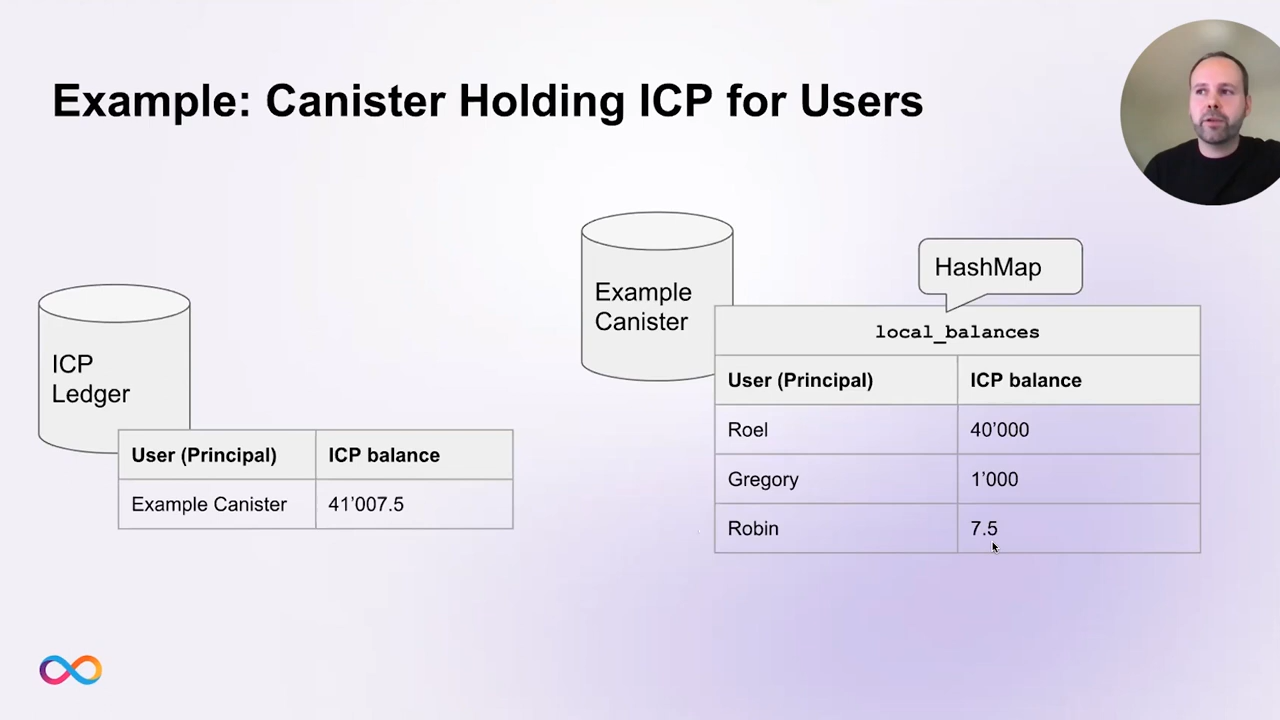 Example: Canister Holding ICP for Users
ICP
Ledger
User (Principal) ICP balance
Example Canister 41’007.5
Example
Canister
HashMap
local_balances
User (Principal) ICP balance
Roel 40’000
Gregory 1’000
Robin 7.5